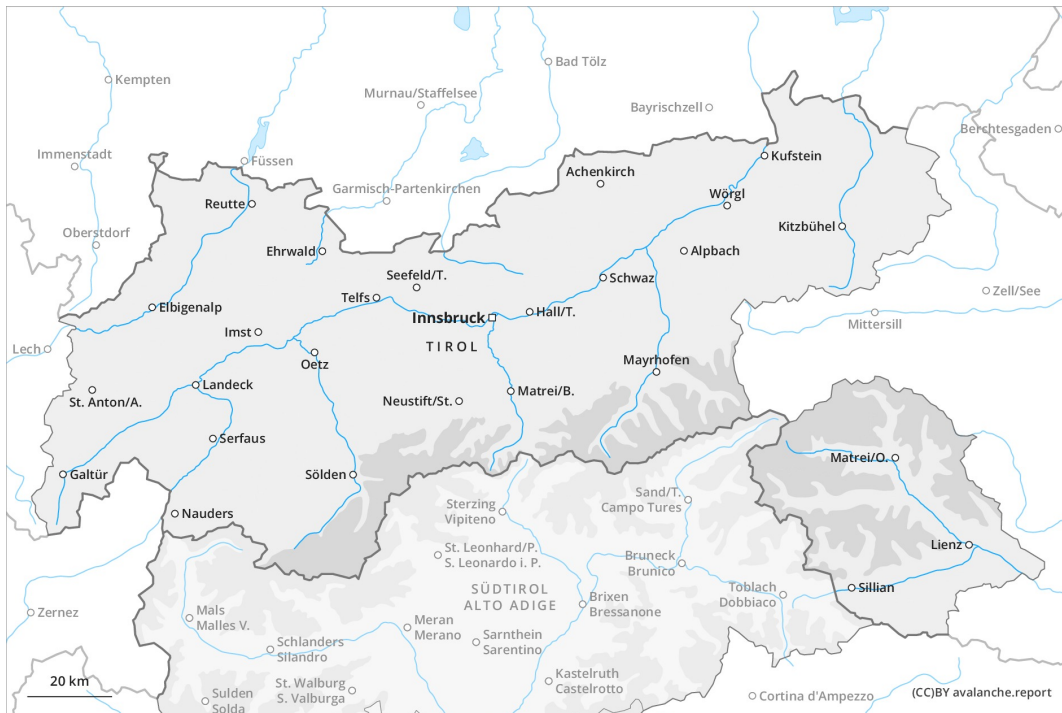 Kempten
Bad Tölz
Murnau/Staffelsee
Bayrischzell
Berchtesgaden
Immenstadt
Füssen
Kufstein
Achenkirch
Garmisch-Partenkirchen
Reutte
Wörgl
Oberstdorf
Kitzbühel
Ehrwald
Alpbach
Seefeld/T.
Schwaz
Zell/See
Telfs
Elbigenalp
Innsbruck
Hall/T.
Mittersill
Imst
TIROL
Lech
Oetz
Mayrhofen
Landeck
St. Anton/A.
Neustift/St.
Matrei/B.
Serfaus
Matrei/O.
Galtür
Sölden
Sand/T.
Campo Tures
Sterzing
Vipiteno
Nauders
Lienz
St. Leonhard/P.
S. Leonardo i. P.
Bruneck
Brunico
SÜDTIROL
ALTO ADIGE
Toblach
Dobbiaco
Sillian
Brixen
Bressanone
Zernez
Mals
Malles V.
Meran
Merano
Sarnthein
Sarentino
Schlanders
Silandro
Kastelruth
Castelrotto
20 km
St. Walburg
S. Valburga
Sulden
Solda
Cortina d'Ampezzo
(CC)BY avalanche.report